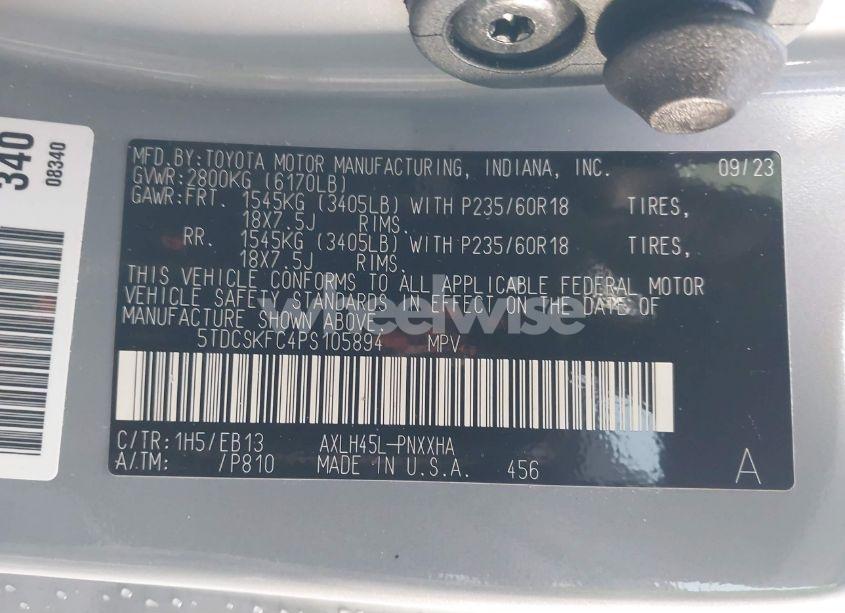 340
08340
MFD.BY:TOYOTA MOTOR MANUFACTURING, INDIANA, INC. 09/23
GVWR:2800KG (6170LB)
GAWR:FRT. 1545KG (3405LB) WITH P235/60R18 TIRES,
18X7.5J RIMS.
RR. 1545KG (3405LB) WITH P235/60R18 TIRES,
18X7.5J RIMS.
THIS VEHICLE CONFORMS TO ALL APPLICABLE FEDERAL MOTOR
VEHICLE SAFETY STANDARDS IN EFFECT ON THE DATE OF
MANUFACTURE SHOWN ABOVE.
wheelwise
5TDCSKFC4PS105894 MPV
C/TR:1H5/EB13 AXLH45L-PNXXHA
A/TM: /P810 MADE IN U.S.A. 456 A